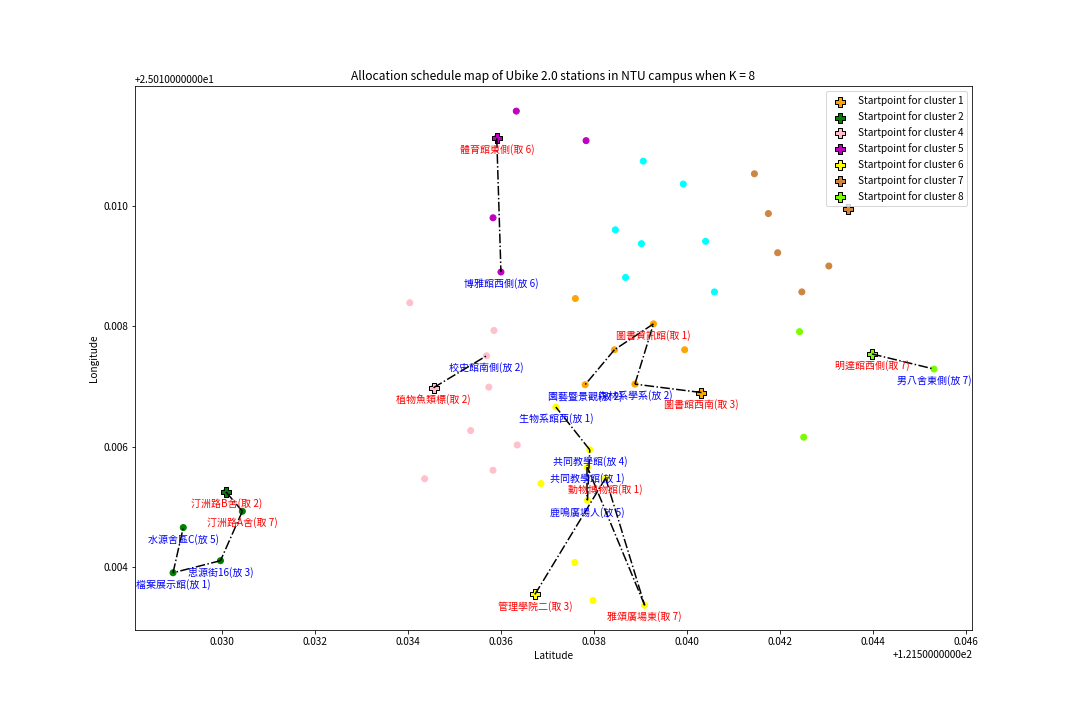 Allocation schedule map of Ubike 2.0 stations in NTU campus when K = 8
+2.5010000000e1
Startpoint for cluster 1
Startpoint for cluster 2
Startpoint for cluster 4
Startpoint for cluster 5
Startpoint for cluster 6
Startpoint for cluster 7
Startpoint for cluster 8
體育館東側(取 6)
0.010
博雅館西側(放 6)
0.008
圖書資訊館(取 1)
明達館西側(取 7)
校史館南側(放 2)
男八舍東側(放 7)
植物魚類標(取 2)
圖書館西南(取 3)
生物系館西(放 1)
0.006
共同教學館(放 4)
共同教學館(放 1)
動物博物館(取 1)
汀洲路B舍(取 2)
鹿鳴廣場人(放 5)
汀洲路A舍(取 7)
水源舍區C(放 5)
0.004
思源街16(放 3)
檔案展示館(放 1)
管理學院二(取 3)
雅頌廣場東(取 7)
Longitude
0.030
0.032
0.034
0.036
0.038
0.040
0.042
0.044
0.046
Latitude
+1.2150000000e2